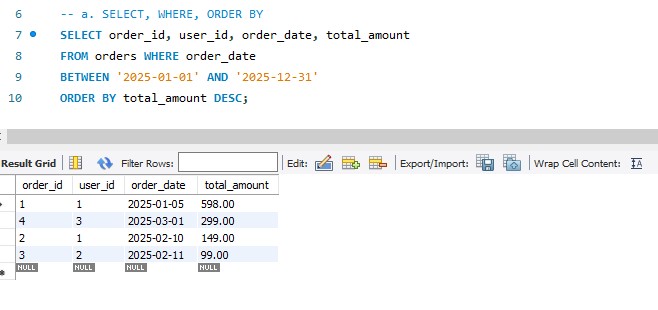 6 -- a. SELECT, WHERE, ORDER BY
7 SELECT order_id, user_id, order_date, total_amount
8 FROM orders WHERE order_date
9 BETWEEN '2025-01-01' AND '2025-12-31'
10 ORDER BY total_amount DESC;
Result Grid Filter Rows: Edit: Export/Import: Wrap Cell Content:
order_id user_id order_date total_amount
1 1 2025-01-05 598.00
4 3 2025-03-01 299.00
2 1 2025-02-10 149.00
3 2 2025-02-11 99.00
NULL NULL NULL NULL